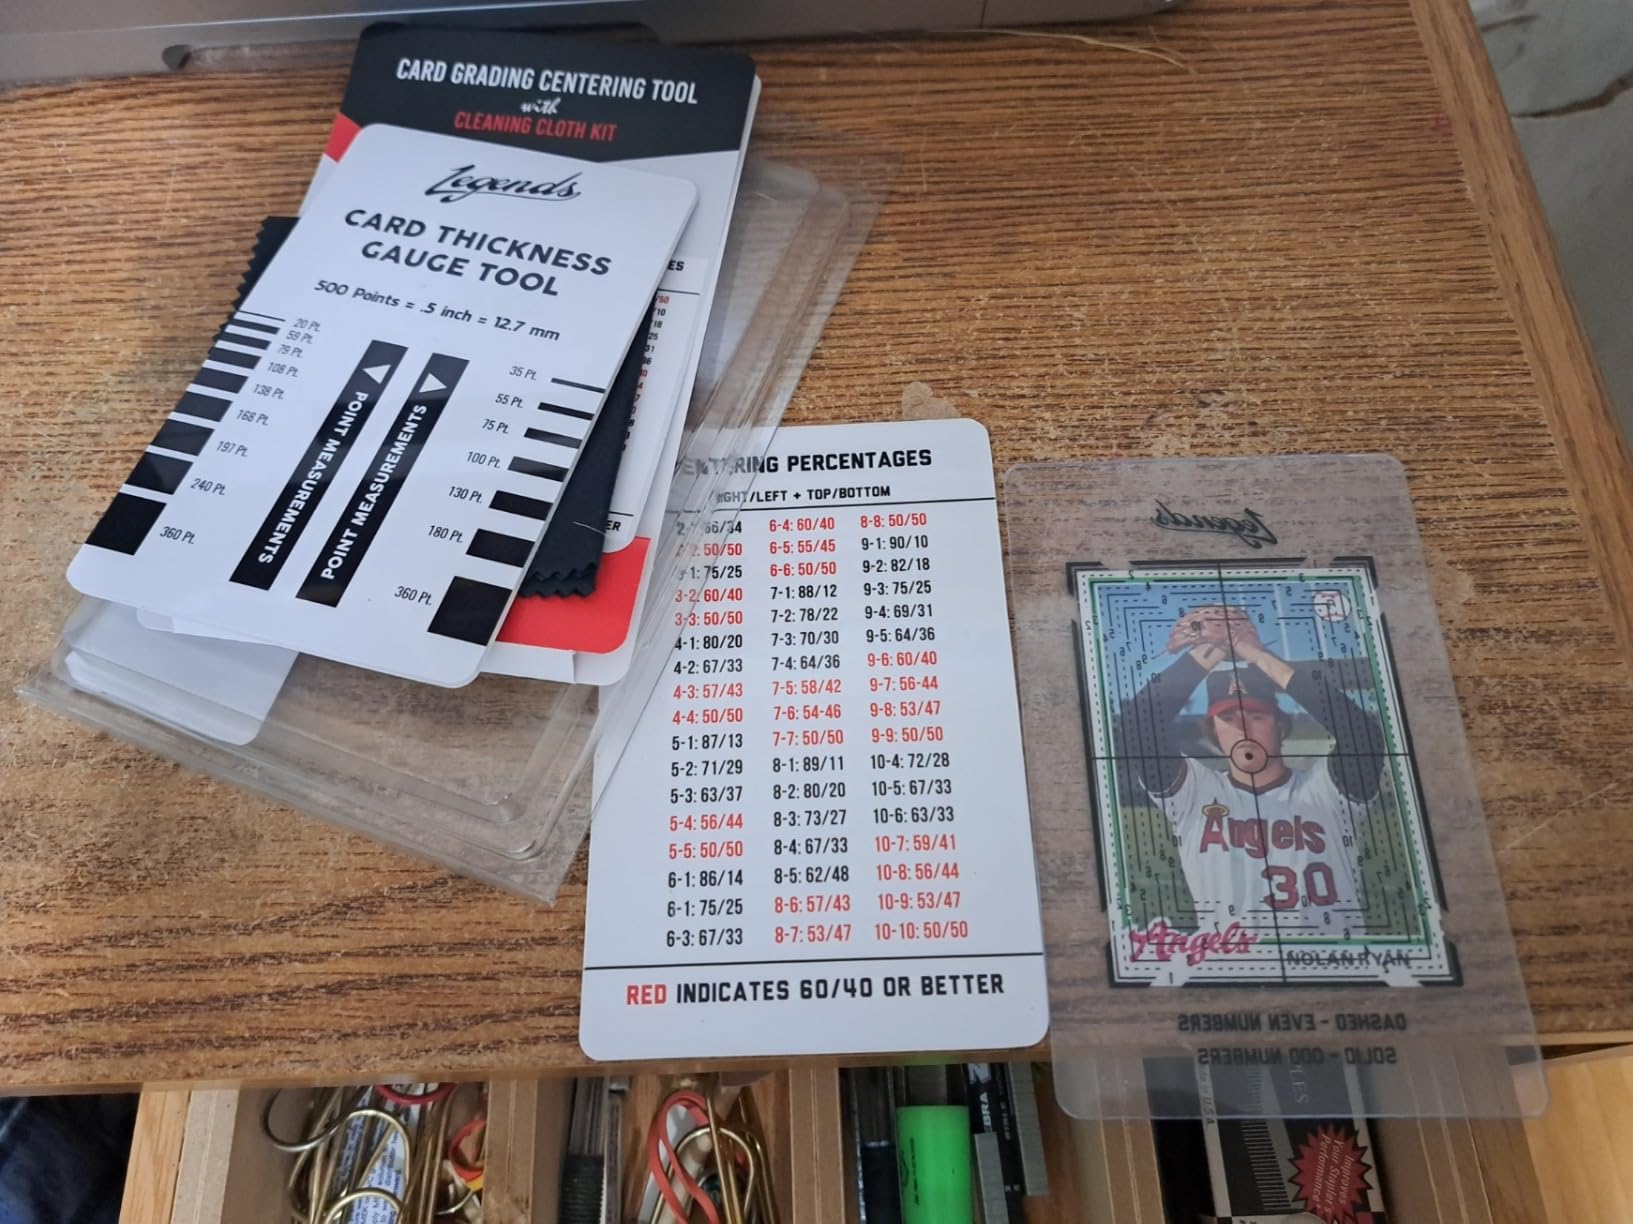 CARD GRADING CENTERING TOOL
with
CLEANING CLOTH KIT
Legends
CARD THICKNESS
GAUGE TOOL
500 Points = .5 inch = 12.7 mm
20 Pt.
59 Pt.
79 Pt.
108 Pt.
138 Pt.
168 Pt.
197 Pt.
240 Pt.
360 Pt.
POINT MEASUREMENTS
POINT MEASUREMENTS
35 Pt.
55 Pt.
75 Pt.
100 Pt.
130 Pt.
180 Pt.
360 Pt.
ENTERING PERCENTAGES
RIGHT/LEFT + TOP/BOTTOM
66/34 6-4: 60/40 8-8: 50/50
50/50 6-5: 55/45 9-1: 90/10
75/25 6-6: 50/50 9-2: 82/18
3-2: 60/40 7-1: 88/12 9-3: 75/25
3-3: 50/50 7-2: 78/22 9-4: 69/31
4-1: 80/20 7-3: 70/30 9-5: 64/36
4-2: 67/33 7-4: 64/36 9-6: 60/40
4-3: 57/43 7-5: 58/42 9-7: 56-44
4-4: 50/50 7-6: 54-46 9-8: 53/47
5-1: 87/13 7-7: 50/50 9-9: 50/50
5-2: 71/29 8-1: 89/11 10-4: 72/28
5-3: 63/37 8-2: 80/20 10-5: 67/33
5-4: 56/44 8-3: 73/27 10-6: 63/33
5-5: 50/50 8-4: 67/33 10-7: 59/41
6-1: 86/14 8-5: 62/48 10-8: 56/44
6-1: 75/25 8-6: 57/43 10-9: 53/47
6-3: 67/33 8-7: 53/47 10-10: 50/50
RED INDICATES 60/40 OR BETTER
Legends
Angels
30
Angels
NOLAN RYAN
DASHED - EVEN NUMBERS
SOLID - ODD NUMBERS
Improves
Your Stapler's
Performance